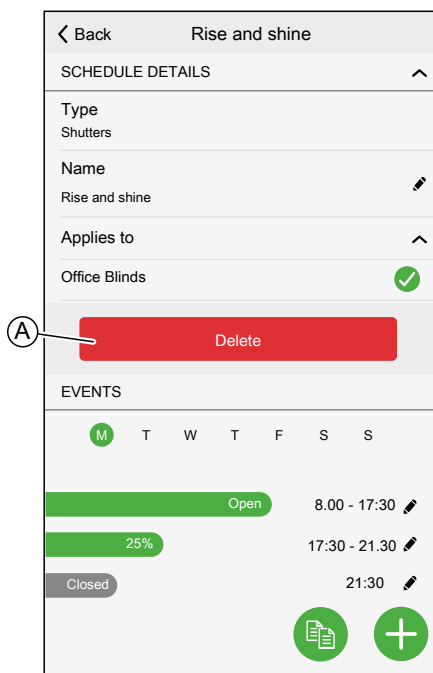 Back Rise and shine
SCHEDULE DETAILS
Type
Shutters
Name
Rise and shine
Applies to
Office Blinds
A
Delete
EVENTS
M T W T F S S
Open 8.00 - 17:30
25% 17:30 - 21.30
Closed 21:30